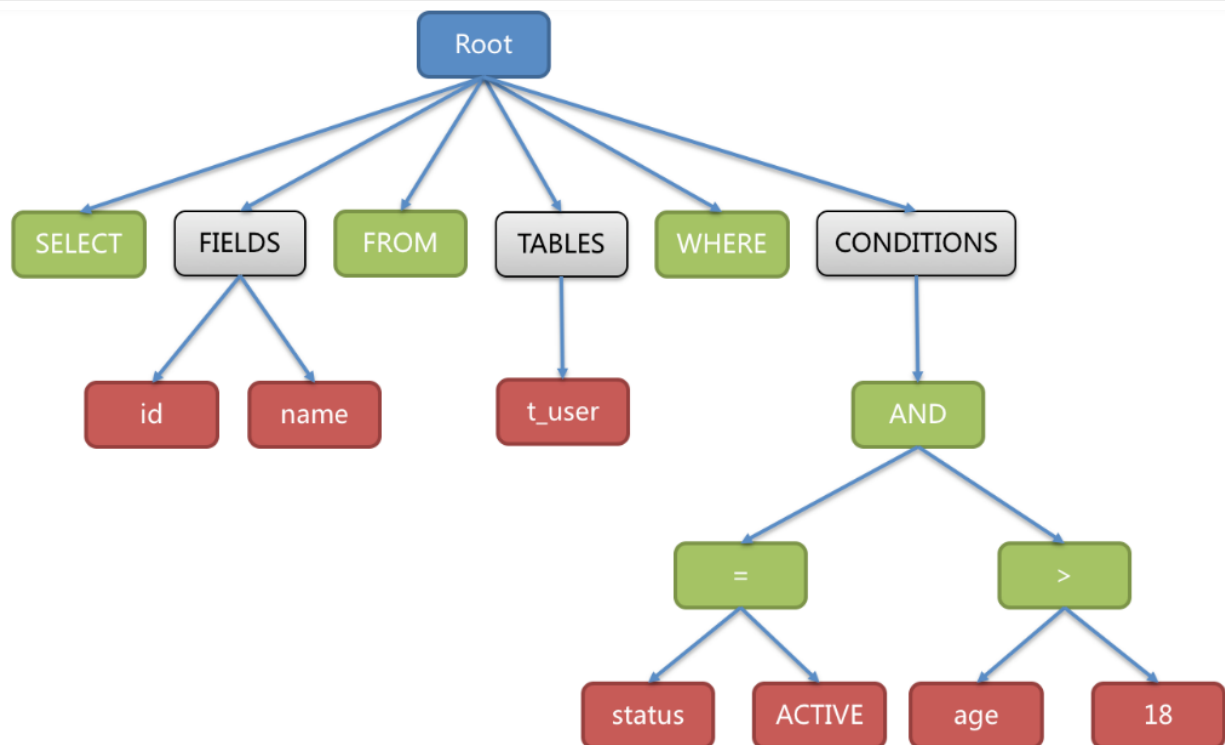 Root
SELECT
FIELDS
FROM
TABLES
WHERE
CONDITIONS
id
name
t_user
AND
=
>
status
ACTIVE
age
18